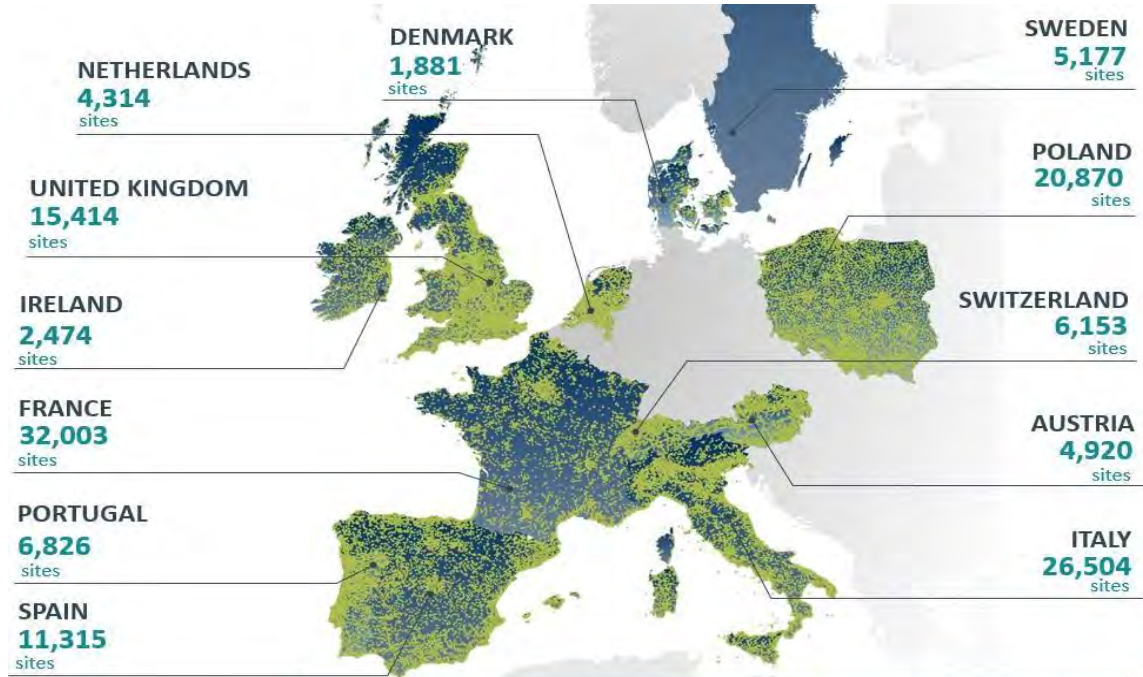 DENMARK
1,881
sites
NETHERLANDS
4,314
sites
UNITED KINGDOM
15,414
sites
IRELAND
2,474
sites
FRANCE
32,003
sites
PORTUGAL
6,826
sites
SPAIN
11,315
sites
SWEDEN
5,177
sites
POLAND
20,870
sites
SWITZERLAND
6,153
sites
AUSTRIA
4,920
sites
ITALY
26,504
sites